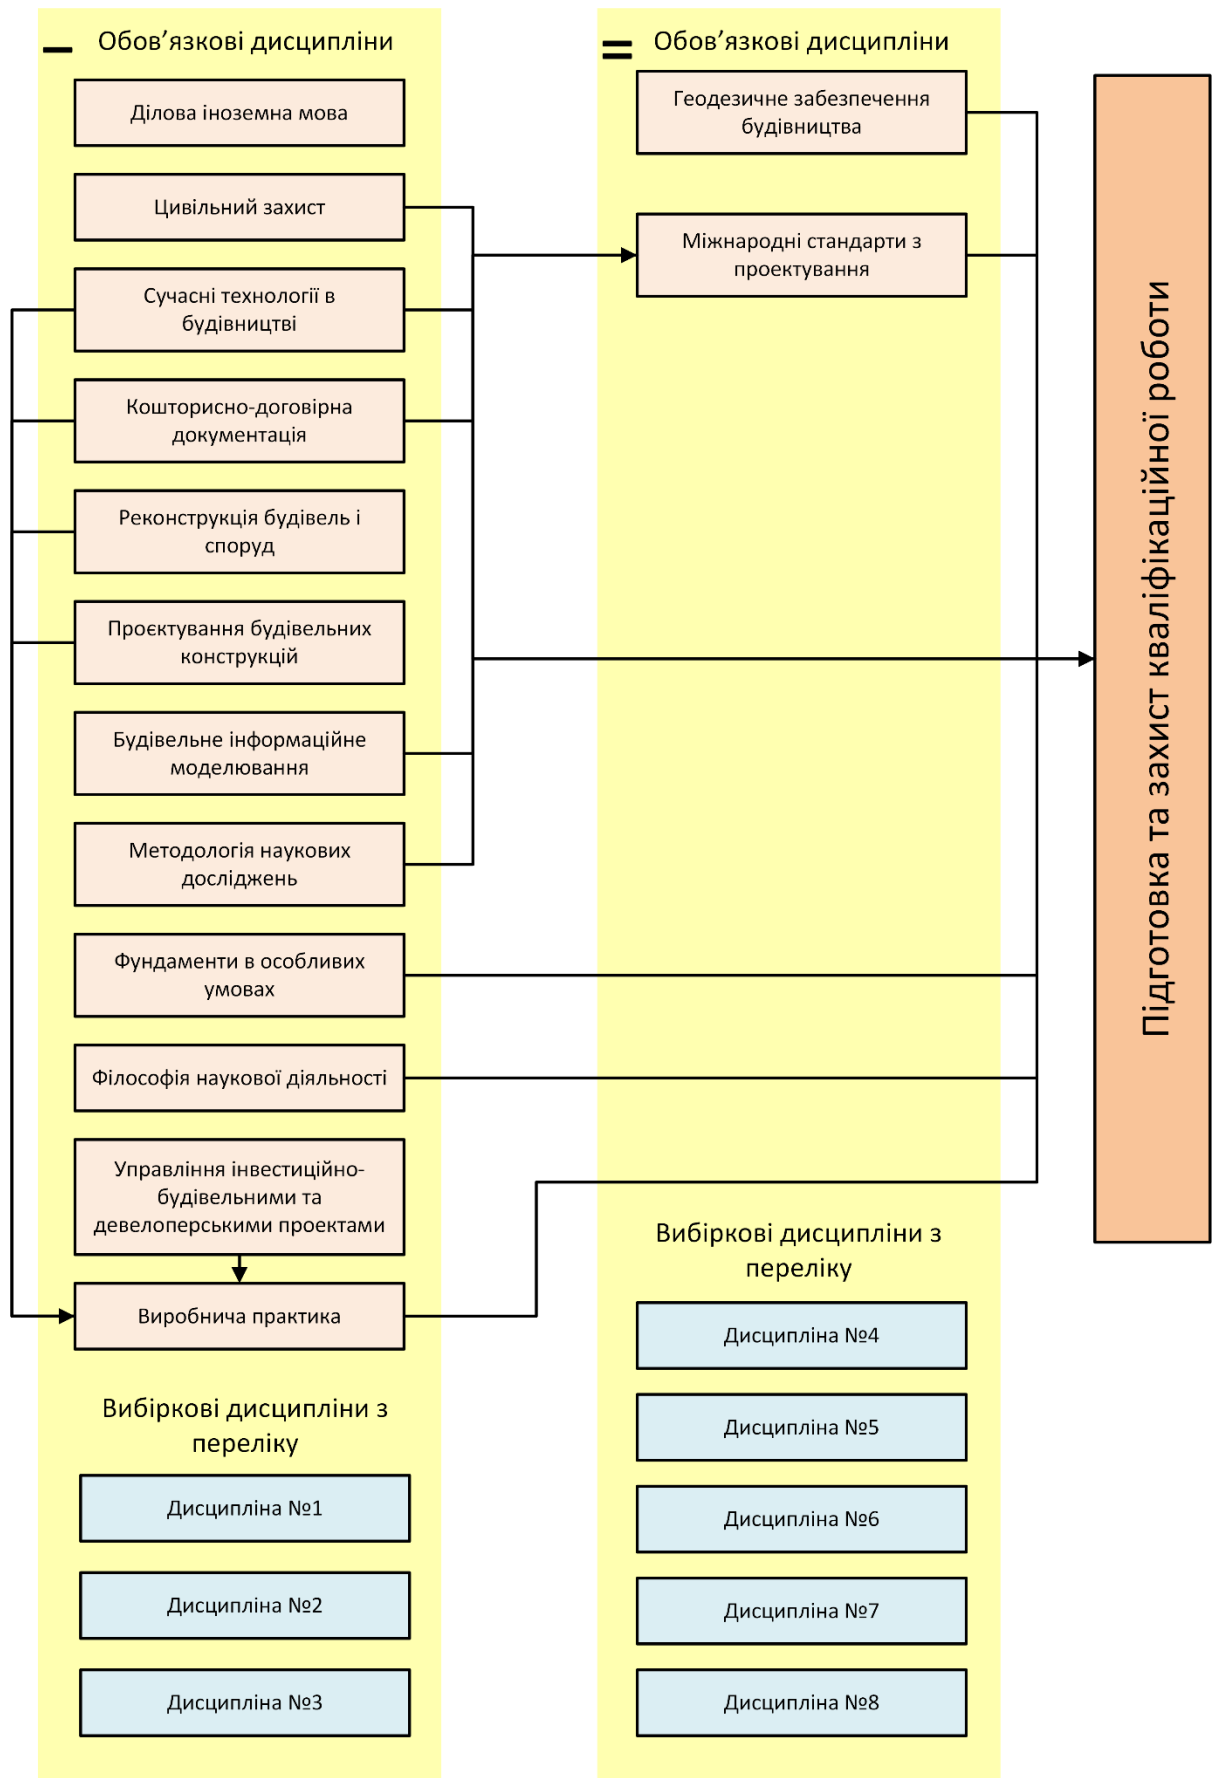 Обов’язкові дисципліни
Ділова іноземна мова
Цивільний захист
Сучасні технології в
будівництві
Кошторисно-договірна
документація
Реконструкція будівель і
споруд
Проєктування будівельних
конструкцій
Будівельне інформаційне
моделювання
Методологія наукових
досліджень
Фундаменти в особливих
умовах
Філософія наукової діяльності
Управління інвестиційно-
будівельними та
девелоперськими проектами
Виробнича практика
Вибіркові дисципліни з
переліку
Дисципліна №1
Дисципліна №2
Дисципліна №3
Обов’язкові дисципліни
Геодезичне забезпечення
будівництва
Міжнародні стандарти з
проектування
Вибіркові дисципліни з
переліку
Дисципліна №4
Дисципліна №5
Дисципліна №6
Дисципліна №7
Дисципліна №8
Підготовка та захист кваліфікаційної роботи